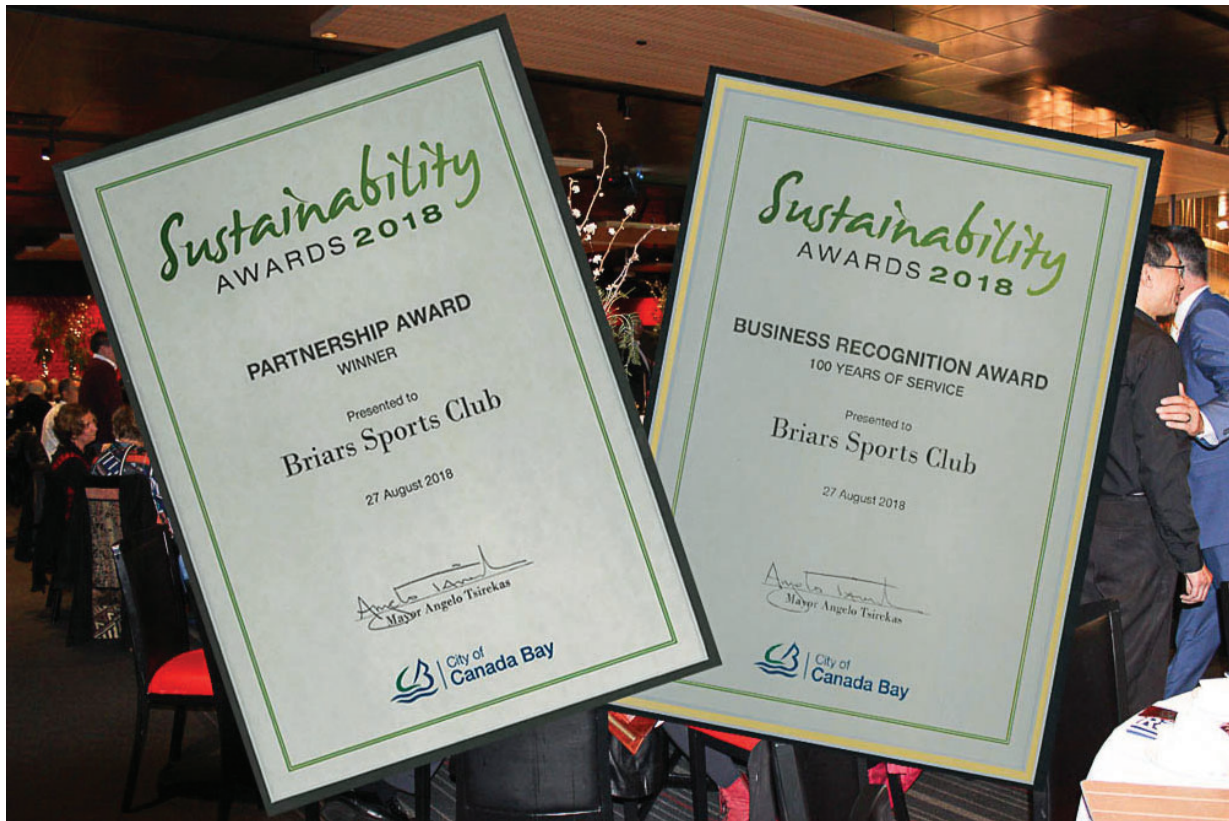 Sustainability
AWARDS 2018
PARTNERSHIP AWARD
WINNER
Presented to
Briars Sports Club
27 August 2018
Mayor Angelo Tsirekas
City of
Canada Bay
Sustainability
AWARDS 2018
BUSINESS RECOGNITION AWARD
100 YEARS OF SERVICE
Presented to
Briars Sports Club
27 August 2018
Mayor Angelo Tsirekas
City of
Canada Bay